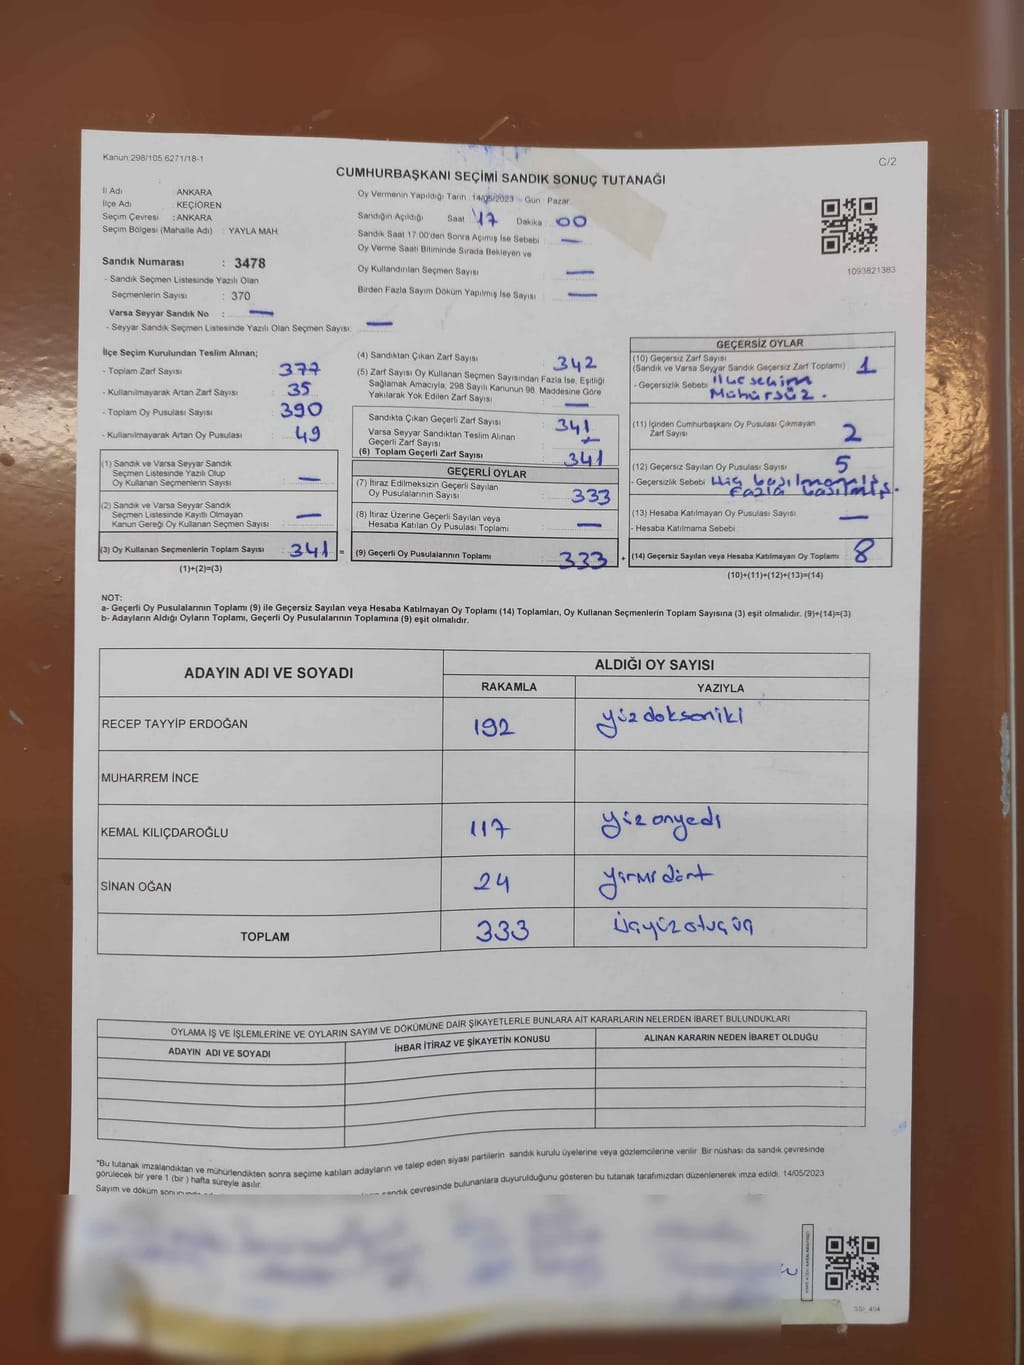 Kanun:298/105.6271/18-1
C/2
CUMHURBAŞKANI SEÇİMİ SANDIK SONUÇ TUTANAĞI
İl Adı : ANKARA
İlçe Adı : KEÇİÖREN
Seçim Çevresi : ANKARA
Seçim Bölgesi (Mahalle Adı) : YAYLA MAH
Sandık Numarası : 3478
- Sandık Seçmen Listesinde Yazılı Olan
Seçmenlerin Sayısı : 370
Varsa Seyyar Sandık No : —
- Seyyar Sandık Seçmen Listesinde Yazılı Olan Seçmen Sayısı: —
Oy Vermenin Yapıldığı Tarih 14/05/2023 - Gün Pazar
Sandığın Açıldığı Saat 17 Dakika 00
Sandık Saat 17:00'den Sonra Açımış İse Sebebi : —
Oy Verme Saati Bitiminde Sırada Bekleyen ve
Oy Kullandırılan Seçmen Sayısı : —
Birden Fazla Sayım Döküm Yapılmış İse Sayısı : —
1093821383
İlçe Seçim Kurulundan Teslim Alınan;
- Toplam Zarf Sayısı : 377
- Kullanılmayarak Artan Zarf Sayısı : 35
- Toplam Oy Pusulası Sayısı : 390
- Kullanılmayarak Artan Oy Pusulası : 49
(1) Sandık ve Varsa Seyyar Sandık
Seçmen Listesinde Yazılı Olup
Oy Kullanan Seçmenlerin Sayısı : —
(2) Sandık ve Varsa Seyyar Sandık
Seçmen Listesinde Kayıtlı Olmayan
Kanun Gereği Oy Kullanan Seçmen Sayısı : —
(3) Oy Kullanan Seçmenlerin Toplam Sayısı : 341 =
(1)+(2)=(3)
(4) Sandıktan Çıkan Zarf Sayısı : 342
(5) Zarf Sayısı Oy Kullanan Seçmen Sayısından Fazla İse, Eşitliği
Sağlamak Amacıyla, 298 Sayılı Kanunun 98. Maddesine Göre
Yakılarak Yok Edilen Zarf Sayısı : —
Sandıkta Çıkan Geçerli Zarf Sayısı : 341
Varsa Seyyar Sandıktan Teslim Alınan
Geçerli Zarf Sayısı : —
(6) Toplam Geçerli Zarf Sayısı : 341
GEÇERLİ OYLAR
(7) İtiraz Edilmeksizin Geçerli Sayılan
Oy Pusulalarının Sayısı : 333
(8) İtiraz Üzerine Geçerli Sayılan veya
Hesaba Katılan Oy Pusulası Toplamı : —
(9) Geçerli Oy Pusulalarının Toplamı : 333 +
GEÇERSİZ OYLAR
(10) Geçersiz Zarf Sayısı
(Sandık ve Varsa Seyyar Sandık Geçersiz Zarf Toplamı) : 1
- Geçersizlik Sebebi : ilçe seçim
Mühürsüz.
(11) İçinden Cumhurbaşkanı Oy Pusulası Çıkmayan
Zarf Sayısı : 2
(12) Geçersiz Sayılan Oy Pusulası Sayısı : 5
- Geçersizlik Sebebi : Hiç basılmamış
Fazla basılmış.
(13) Hesaba Katılmayan Oy Pusulası Sayısı : —
- Hesaba Katılmama Sebebi :
(14) Geçersiz Sayılan veya Hesaba Katılmayan Oy Toplamı : 8
(10)+(11)+(12)+(13)=(14)
NOT:
a- Geçerli Oy Pusulalarının Toplamı (9) ile Geçersiz Sayılan veya Hesaba Katılmayan Oy Toplamı (14) Toplamları, Oy Kullanan Seçmenlerin Toplam Sayısına (3) eşit olmalıdır. (9)+(14)=(3)
b- Adayların Aldığı Oyların Toplamı, Geçerli Oy Pusulalarının Toplamına (9) eşit olmalıdır.
ADAYIN ADI VE SOYADI ALDIĞI OY SAYISI
RAKAMLA YAZIYLA
RECEP TAYYİP ERDOĞAN 192 yüzdoksaniki
MUHARREM İNCE
KEMAL KILIÇDAROĞLU 117 yüzonyedi
SİNAN OĞAN 24 yirmidört
TOPLAM 333 üçyüzotuzüç
OYLAMA İŞ VE İŞLEMLERİNE VE OYLARIN SAYIM VE DÖKÜMÜNE DAİR ŞİKAYETLERLE BUNLARA AİT KARARLARIN NELERDEN İBARET BULUNDUKLARI
ADAYIN ADI VE SOYADI İHBAR İTİRAZ VE ŞİKAYETİN KONUSU ALINAN KARARIN NEDEN İBARET OLDUĞU
*Bu tutanak imzalandıktan ve mühürlendikten sonra seçime katılan adayların ve talep eden siyasi partilerin sandık kurulu üyelerine veya gözlemcilerine verilir. Bir nüshası da sandık çevresinde
görülecek bir yere 1 (bir ) hafta süreyle asılır.
Sayım ve döküm sandık çevresinde bulunanlara duyurulduğunu gösteren bu tutanak tarafımızdan düzenlenerek imza edildi. 14/05/2023